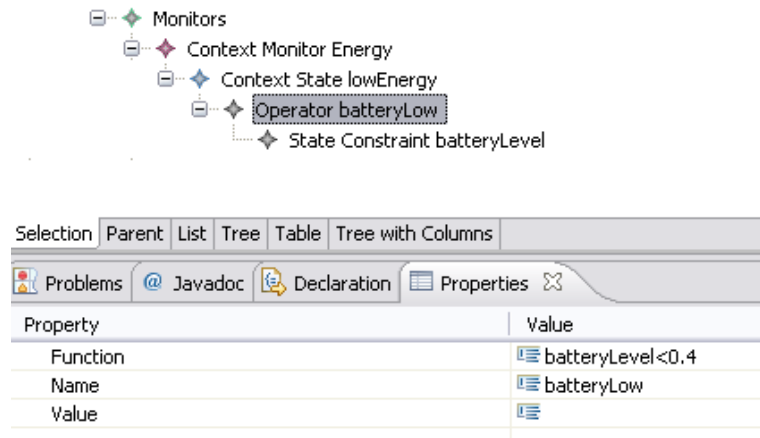 Monitors
Context Monitor Energy
Context State lowEnergy
Operator batteryLow
State Constraint batteryLevel
Selection Parent List Tree Table Tree with Columns
Problems @ Javadoc Declaration Properties
Property Value
Function batteryLevel<0.4
Name batteryLow
Value